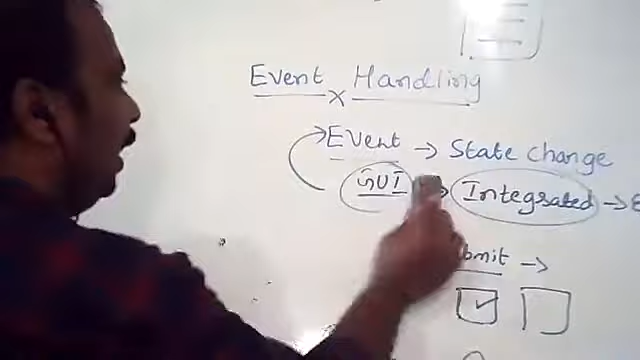 Event Handling
Event → State change
GUI → Integrated →
→